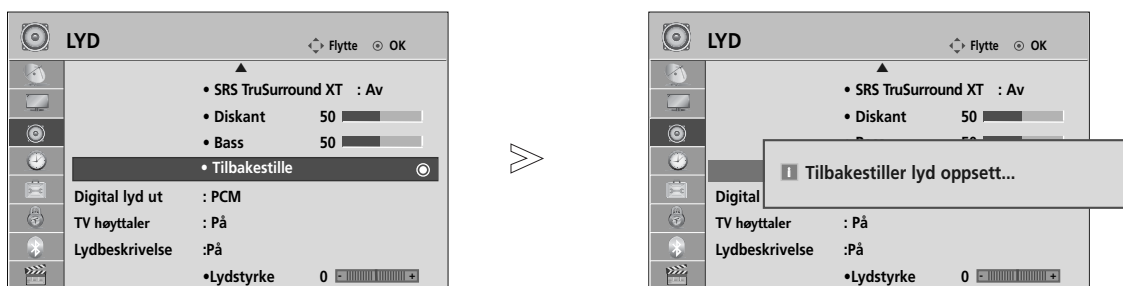 LYD Flytte OK
• SRS TruSurround XT : Av
• Diskant 50
• Bass 50
• Tilbakestille
Digital lyd ut : PCM
TV høyttaler : På
Lydbeskrivelse :På
•Lydstyrke 0 - +
LYD Flytte OK
• SRS TruSurround XT : Av
• Diskant 50
i Tilbakestiller lyd oppsett...
Digital
TV høyttaler : På
Lydbeskrivelse :På
•Lydstyrke 0 - +